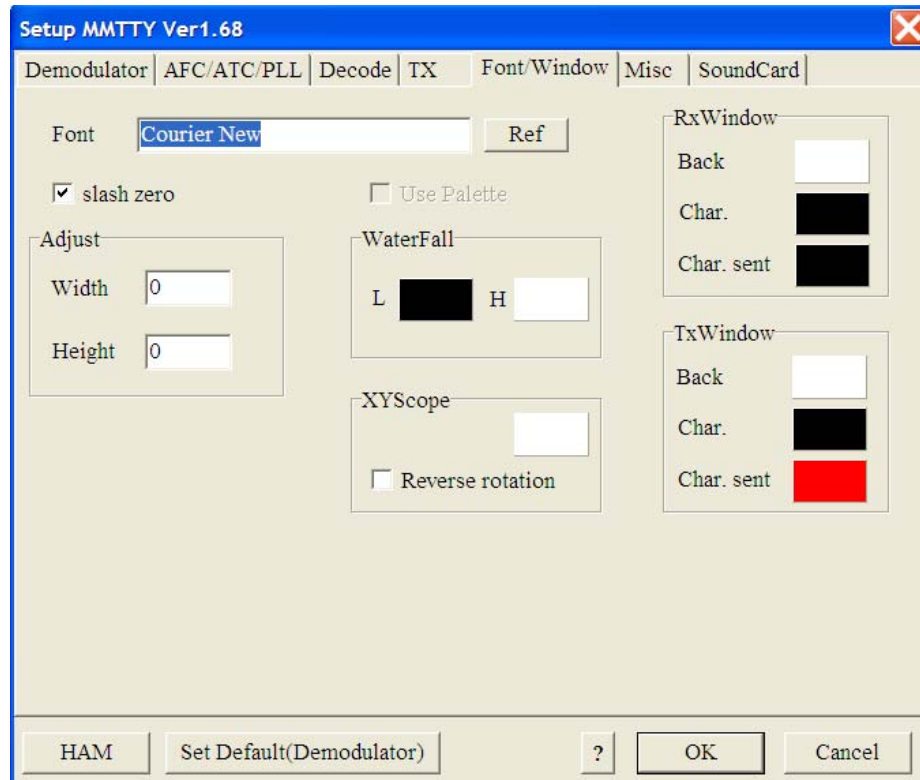 Setup MMTTY Ver1.68
Demodulator AFC/ATC/PLL Decode TX Font/Window Misc SoundCard
Font Courier New Ref
slash zero Use Palette
Adjust
Width 0
Height 0
WaterFall
L H
XYScope
Reverse rotation
RxWindow
Back
Char.
Char. sent
TxWindow
Back
Char.
Char. sent
HAM Set Default(Demodulator) ? OK Cancel